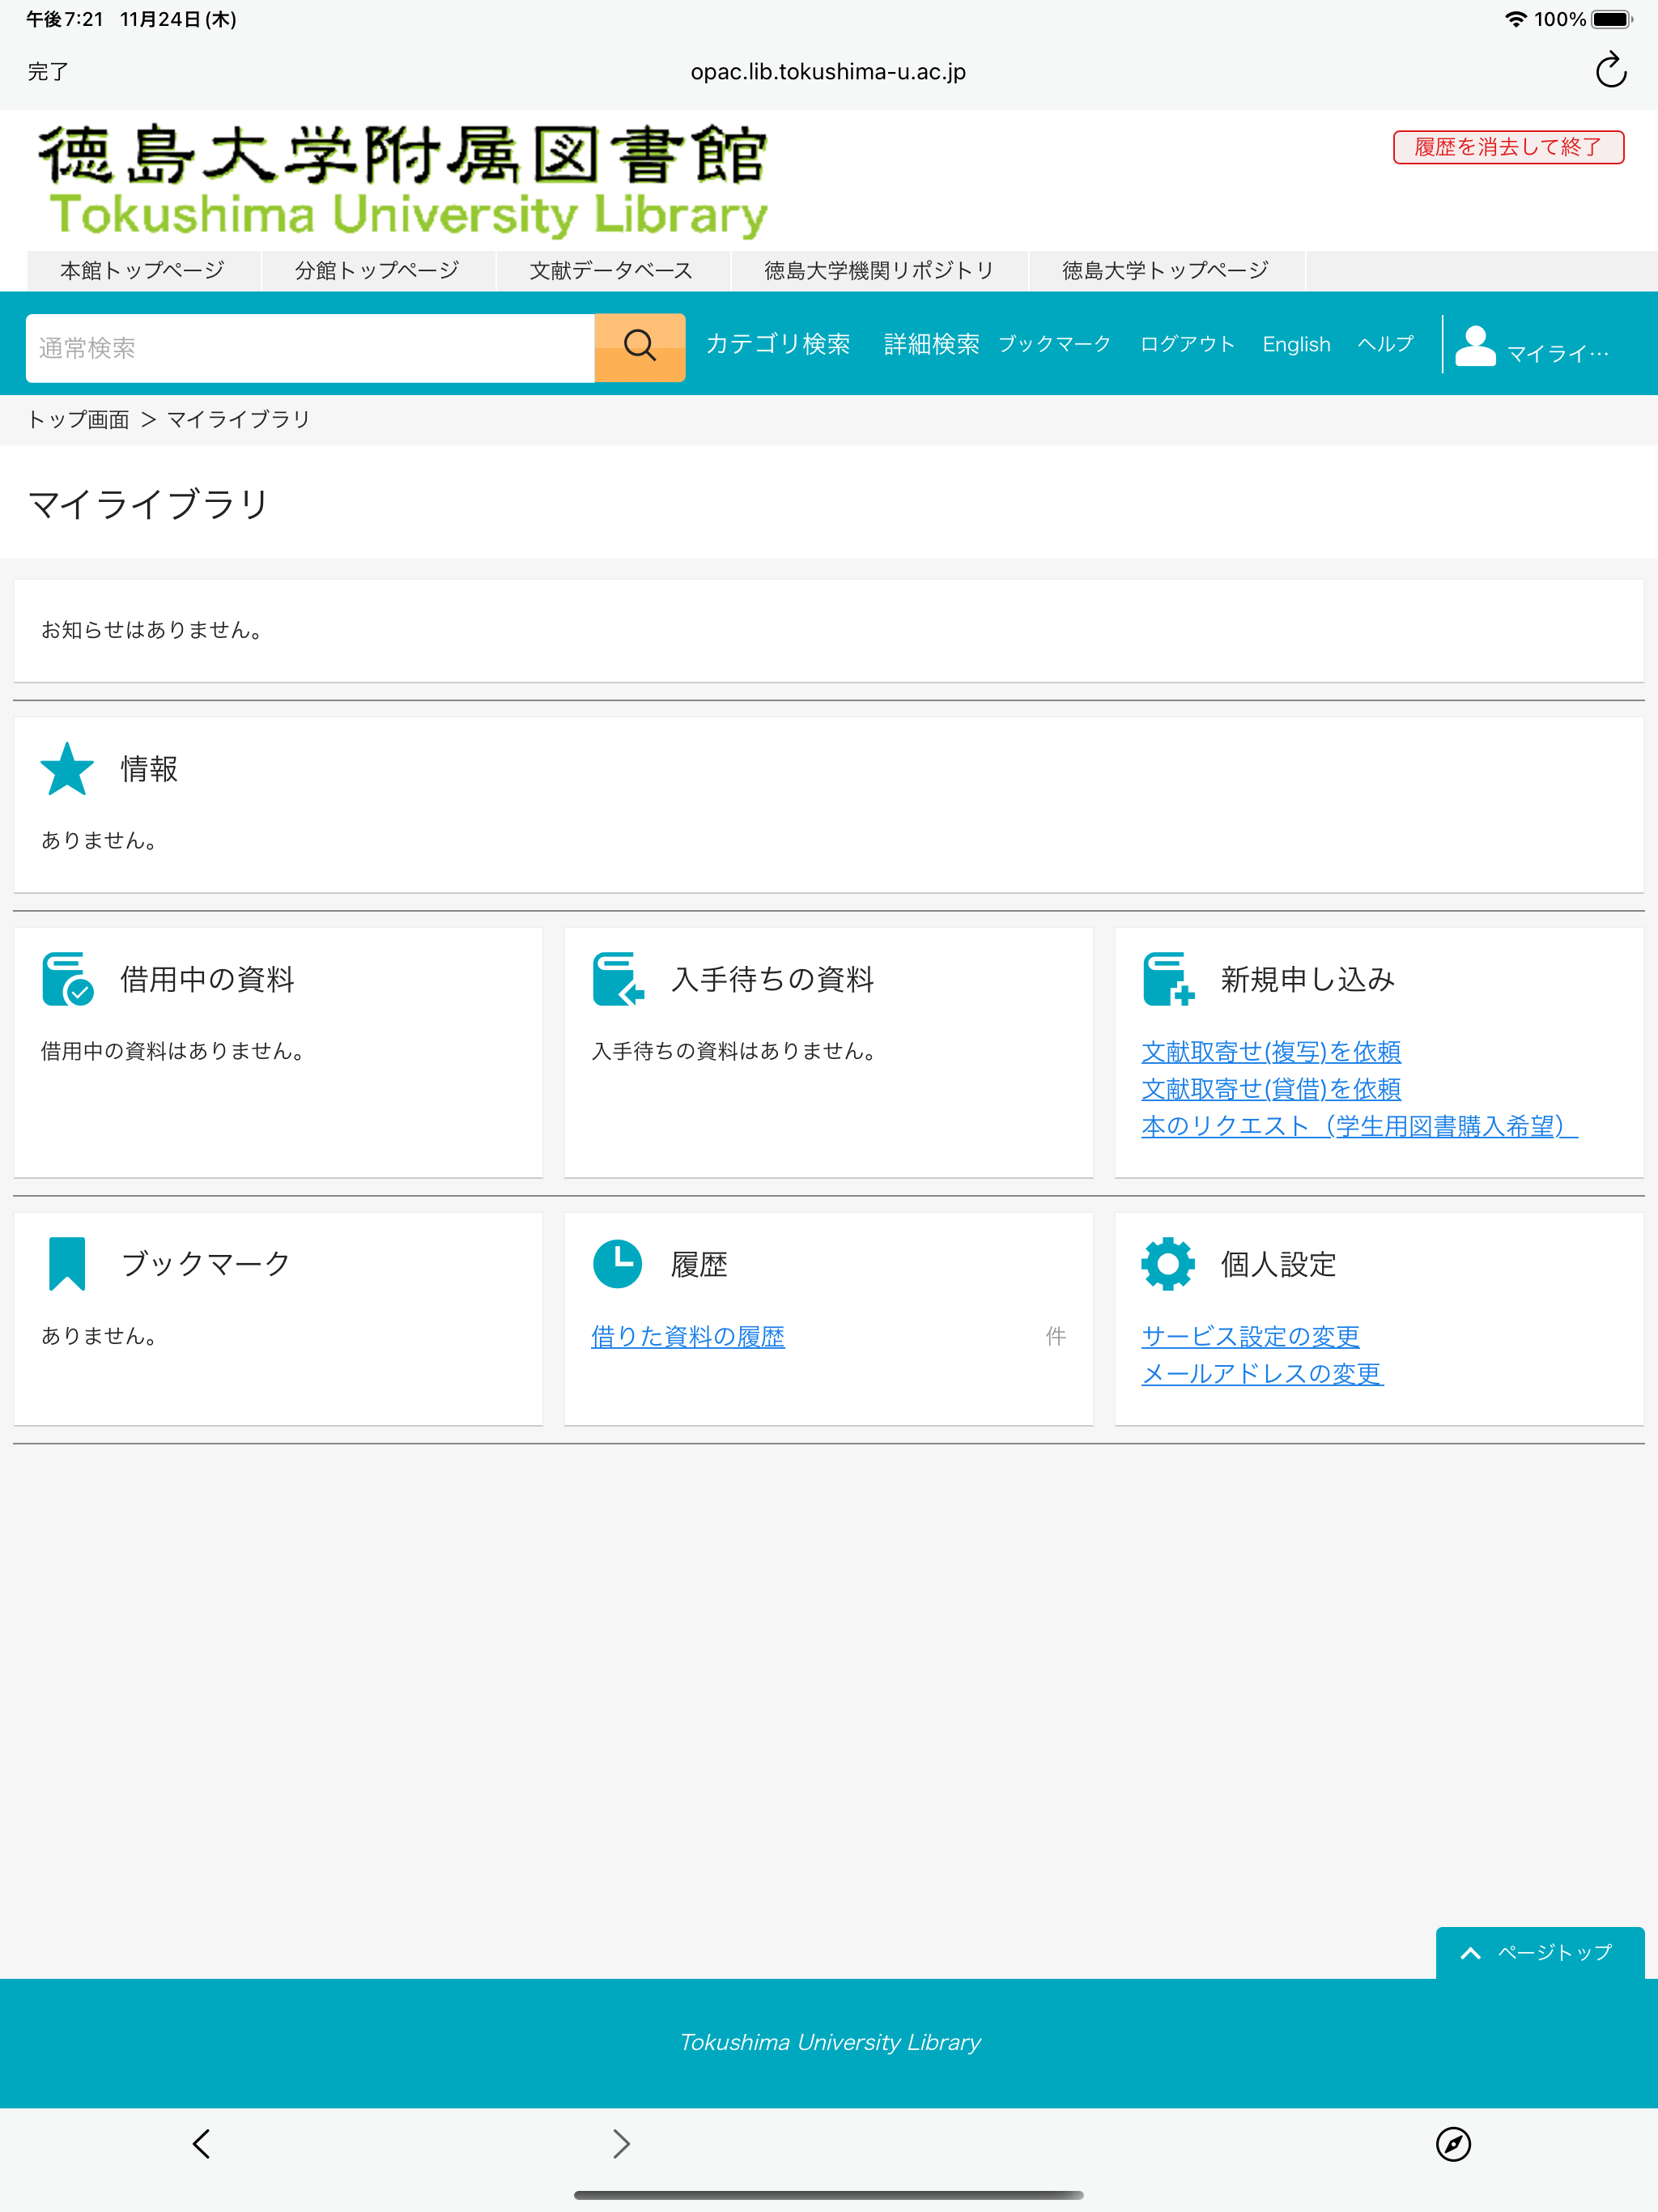 午後7:21 11月24日(木) 100%
完了 opac.lib.tokushima-u.ac.jp
徳島大学附属図書館 履歴を消去して終了
Tokushima University Library
本館トップページ 分館トップページ 文献データベース 徳島大学機関リポジトリ 徳島大学トップページ
通常検索 カテゴリ検索 詳細検索 ブックマーク ログアウト English ヘルプ マイライ…
トップ画面 > マイライブラリ
マイライブラリ
お知らせはありません。
情報
ありません。
借用中の資料 入手待ちの資料 新規申し込み
借用中の資料はありません。 入手待ちの資料はありません。 文献取寄せ(複写)を依頼
文献取寄せ(貸借)を依頼
本のリクエスト（学生用図書購入希望）
ブックマーク 履歴 個人設定
ありません。 借りた資料の履歴 件 サービス設定の変更
メールアドレスの変更
ページトップ
Tokushima University Library